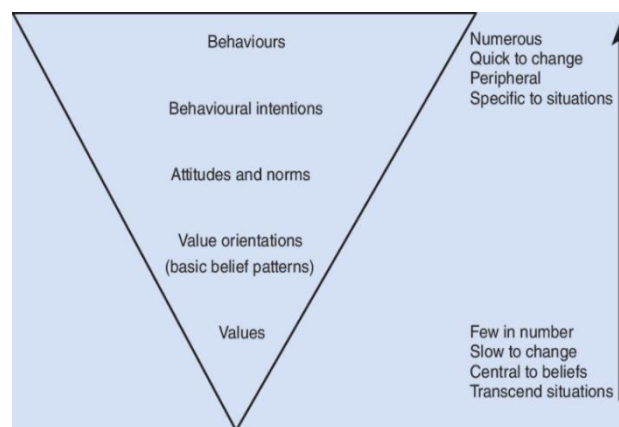 Behaviours
Behavioural intentions
Attitudes and norms
Value orientations
(basic belief patterns)
Values
Numerous
Quick to change
Peripheral
Specific to situations
Few in number
Slow to change
Central to beliefs
Transcend situations